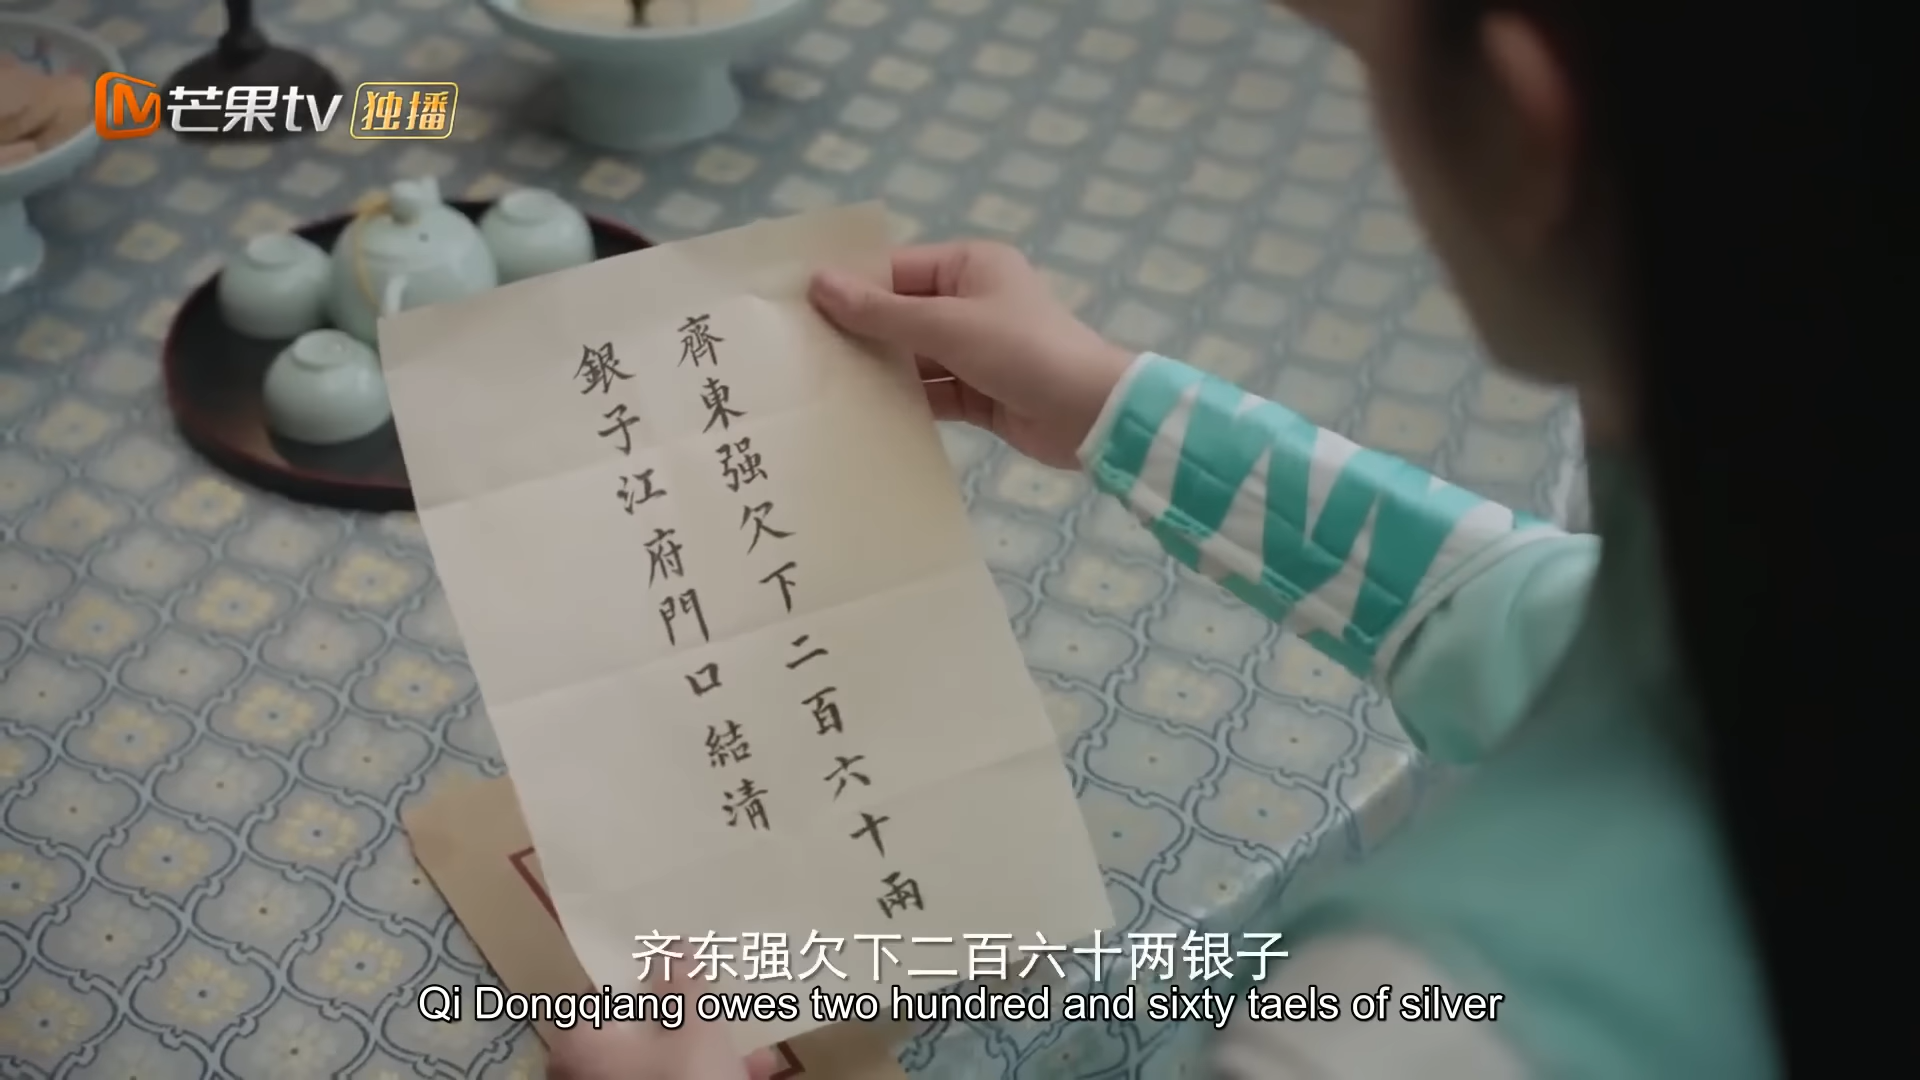 芒果tv 独播
齊東强欠下二百六十兩
銀子江府門口結清
齐东强欠下二百六十两银子
Qi Dongqiang owes two hundred and sixty taels of silver